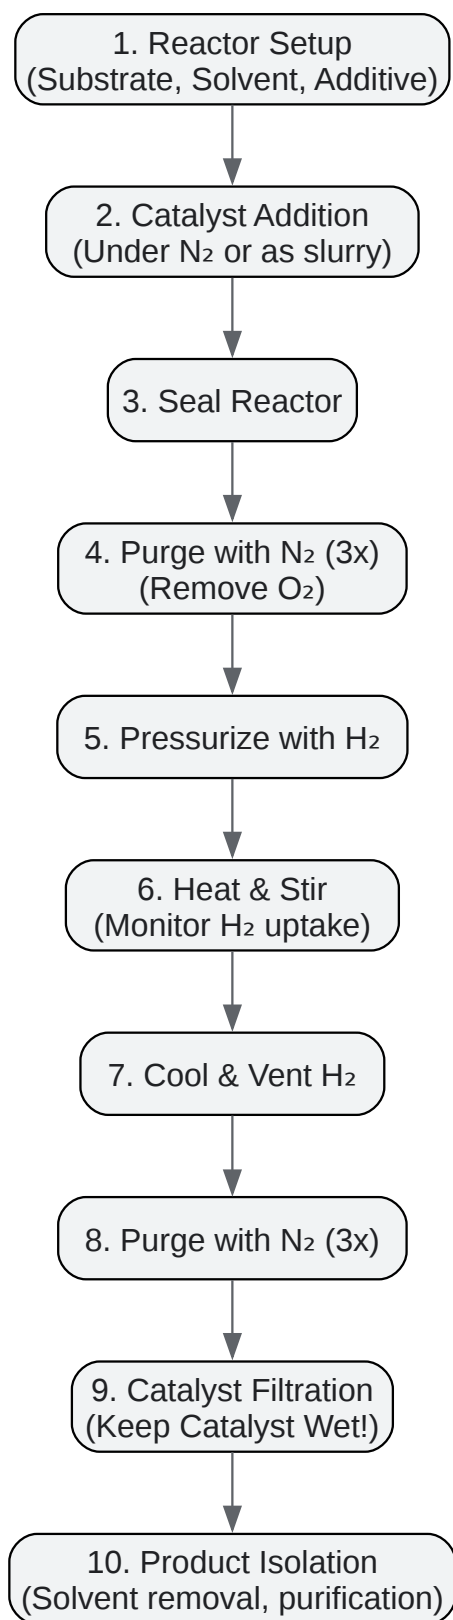 1. Reactor Setup
(Substrate, Solvent, Additive)
2. Catalyst Addition
(Under N₂ or as slurry)
3. Seal Reactor
4. Purge with N₂ (3x)
(Remove O₂)
5. Pressurize with H₂
6. Heat & Stir
(Monitor H₂ uptake)
7. Cool & Vent H₂
8. Purge with N₂ (3x)
9. Catalyst Filtration
(Keep Catalyst Wet!)
10. Product Isolation
(Solvent removal, purification)